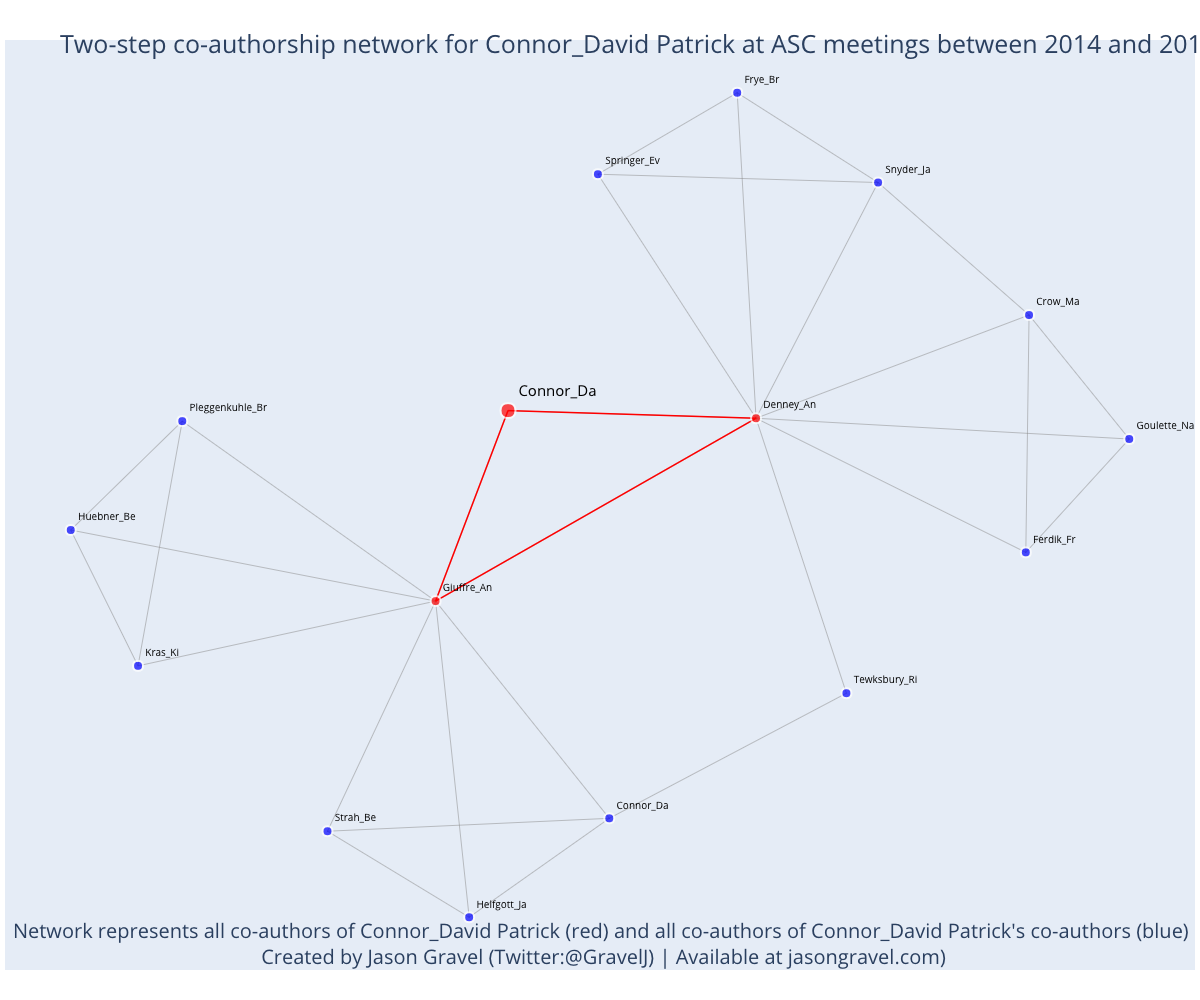 Two-step co-authorship network for Connor_David Patrick at ASC meetings between 2014 and 201
Frye_Br
Springer_Ev
Snyder_Ja
Crow_Ma
Connor_Da
Denney_An
Pleggenkuhle_Br
Goulette_Na
Huebner_Be
Ferdik_Fr
Giuffre_An
Kras_Ki
Tewksbury_Ri
Connor_Da
Strah_Be
Helfgott_Ja
Network represents all co-authors of Connor_David Patrick (red) and all co-authors of Connor_David Patrick's co-authors (blue)
Created by Jason Gravel (Twitter:@GravelJ) | Available at jasongravel.com)